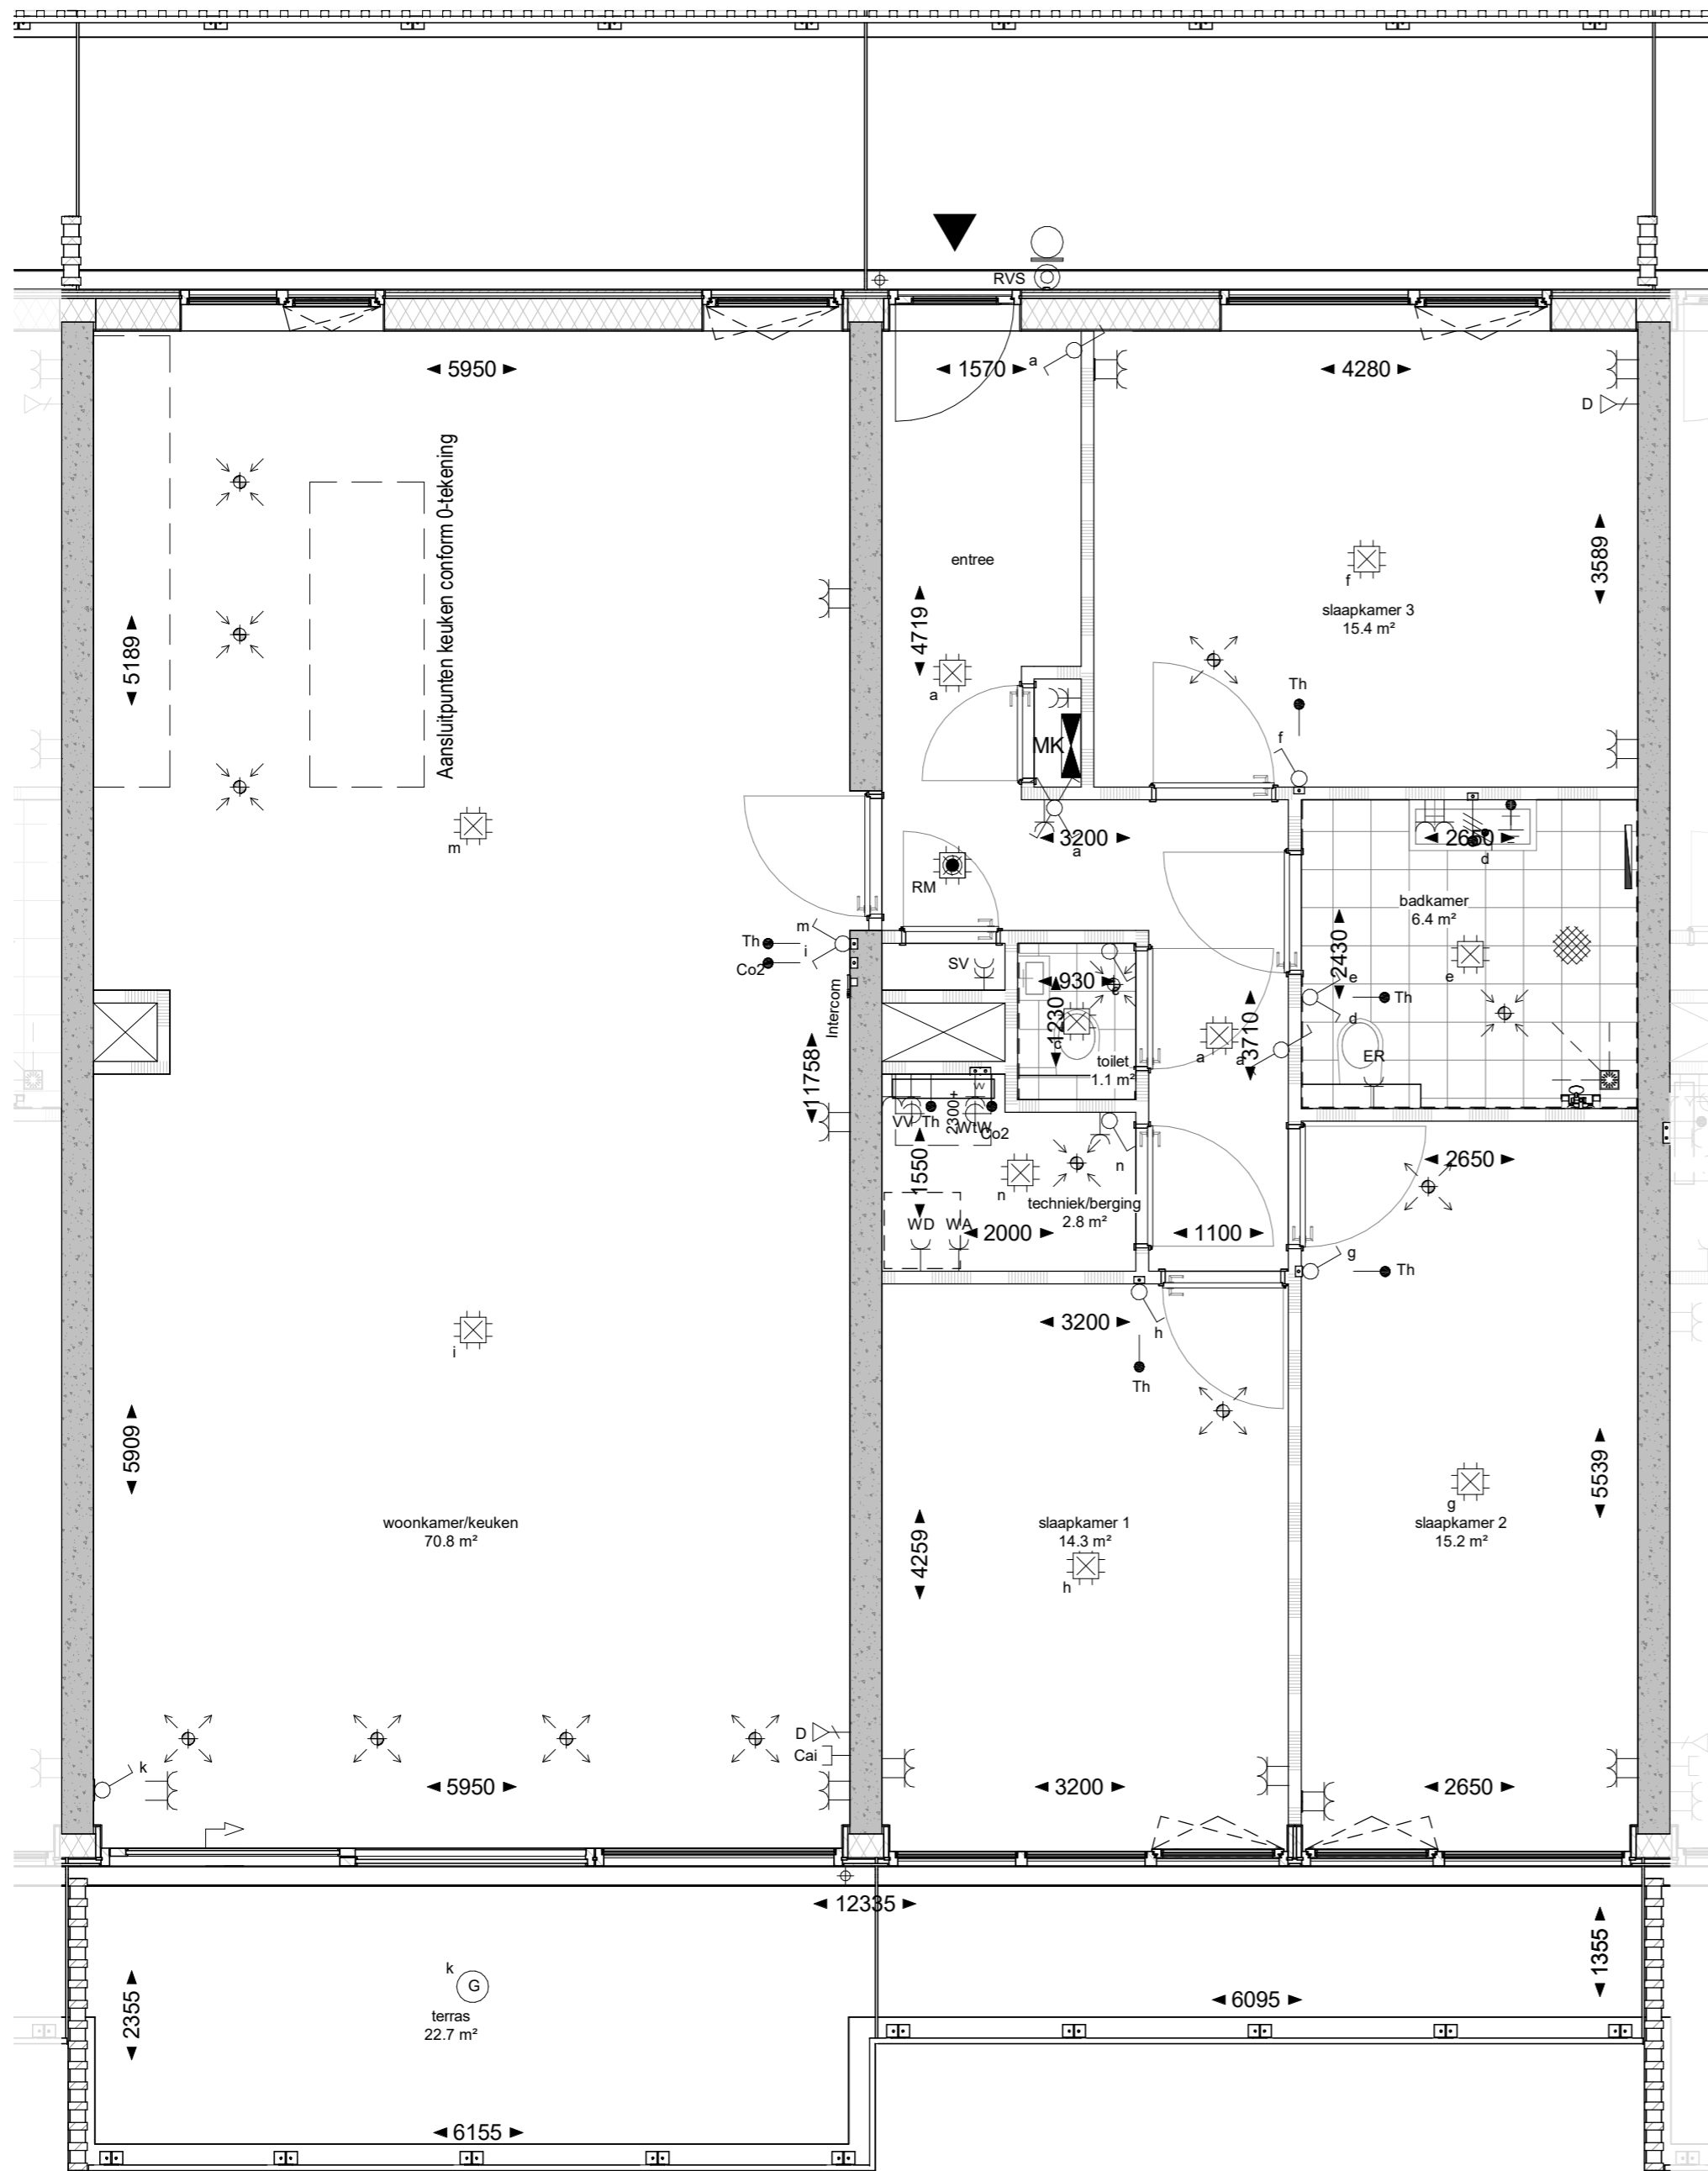 RVS
a
5950
1570
4280
D
Aansluitpunten keuken conform 0-tekening
3589
entree
f
slaapkamer 3
15.4 m²
5189
4719
a
Th
f
MK
m
3200
a
2650
d
RM
badkamer
6.4 m²
m
i
Th
Co2
SV
930
2430
e
e
d
Th
Intercom
1230
c
c
a
a
3710
ER
toilet
1.1 m²
11758
VV
Th
2300+
W
WtW
Co2
1550
n
n
2650
techniek/berging
2.8 m²
WD
WA
2000
1100
g
Th
3200
h
Th
i
5909
5539
g
woonkamer/keuken
70.8 m²
slaapkamer 1
14.3 m²
slaapkamer 2
15.2 m²
4259
h
D
Cai
k
5950
3200
2650
12335
1355
k
G
2355
terras
22.7 m²
6095
6155